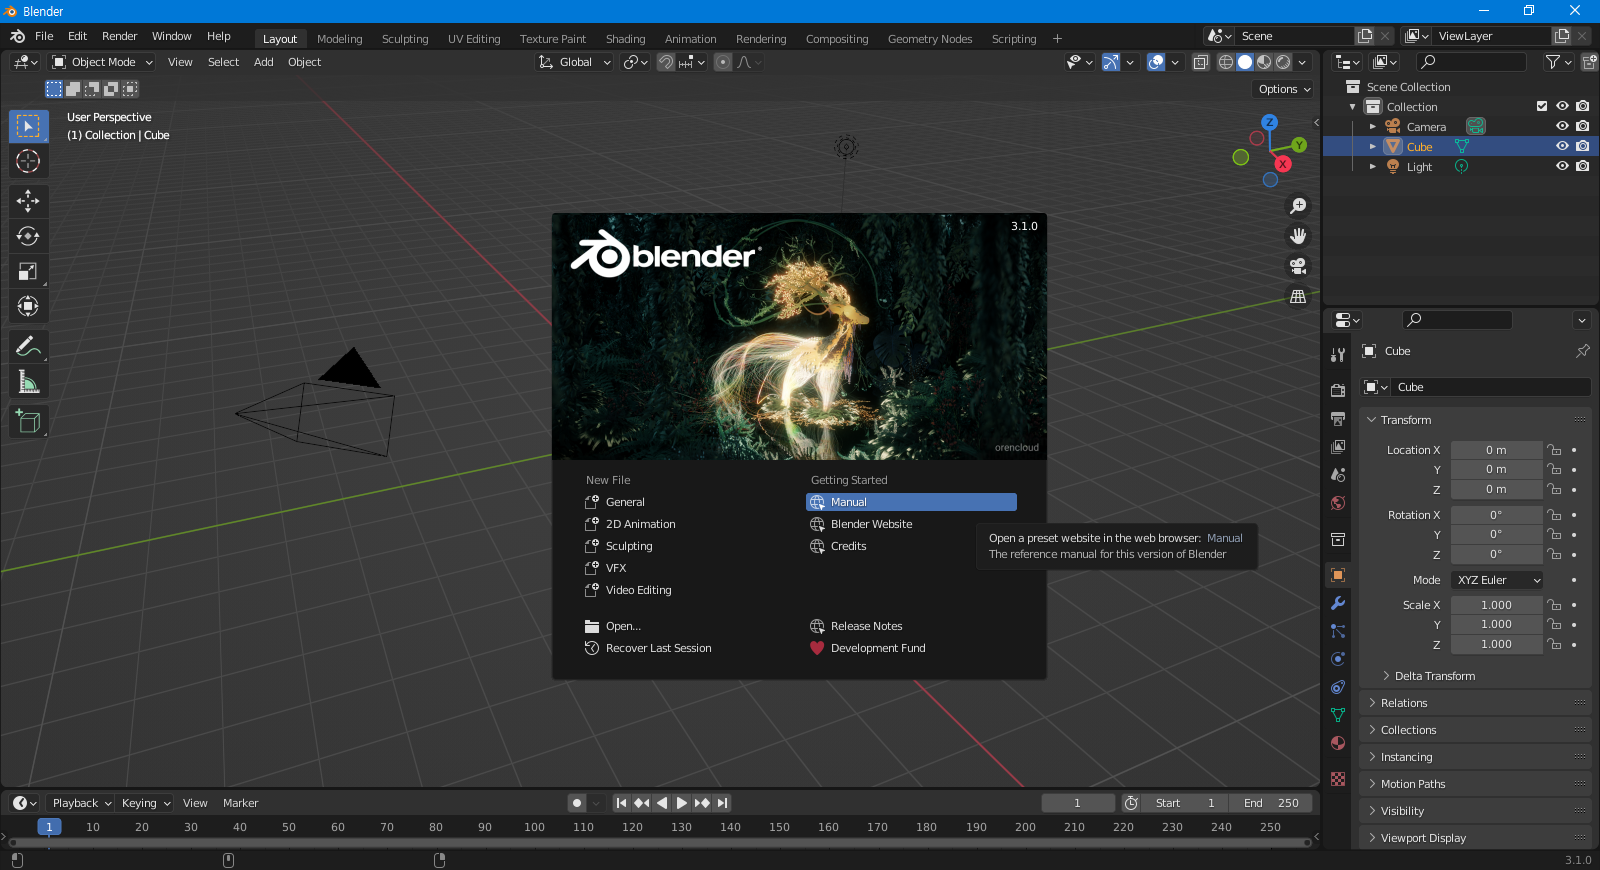 Blender
File Edit Render Window Help
Layout Modeling Sculpting UV Editing Texture Paint Shading Animation Rendering Compositing Geometry Nodes Scripting +
Scene
ViewLayer
Object Mode View Select Add Object
Global
Options
User Perspective
(1) Collection | Cube
Z
Y
X
Scene Collection
Collection
Camera
Cube
Light
blender
3.1.0
orencloud
New File
General
2D Animation
Sculpting
VFX
Video Editing
Open...
Recover Last Session
Getting Started
Manual
Blender Website
Credits
Release Notes
Development Fund
Open a preset website in the web browser: Manual
The reference manual for this version of Blender
Cube
Cube
Transform
Location X 0 m
Y 0 m
Z 0 m
Rotation X 0°
Y 0°
Z 0°
Mode XYZ Euler
Scale X 1.000
Y 1.000
Z 1.000
Delta Transform
Relations
Collections
Instancing
Motion Paths
Visibility
Viewport Display
Playback Keying View Marker
1
Start 1
End 250
1 10 20 30 40 50 60 70 80 90 100 110 120 130 140 150 160 170 180 190 200 210 220 230 240 250
3.1.0